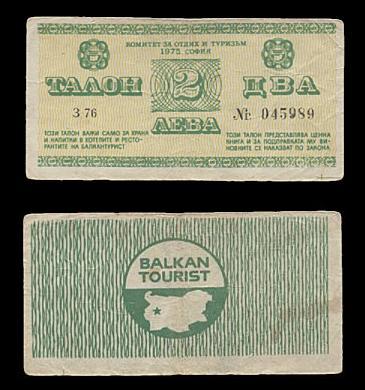 КОМИТЕТ ЗА ОТДИХ И ТУРИЗЪМ
1975 СОФИЯ
ТАЛОН 2 ДВА
З 76 № 045989
ЛЕВА
ТОЗИ ТАЛОН ВАЖИ САМО ЗА ХРАНА
И НАПИТКИ В ХОТЕЛИТЕ И РЕСТО-
РАНТИТЕ НА БАЛКАНТУРИСТ
ТОЗИ ТАЛОН ПРЕДСТАВЛЯВА ЦЕННА
КНИГА И ЗА ПОДПРАВКАТА МУ ВИ-
НОВНИТЕ СЕ НАКАЗВАТ ПО ЗАКОНА
BALKAN
TOURIST